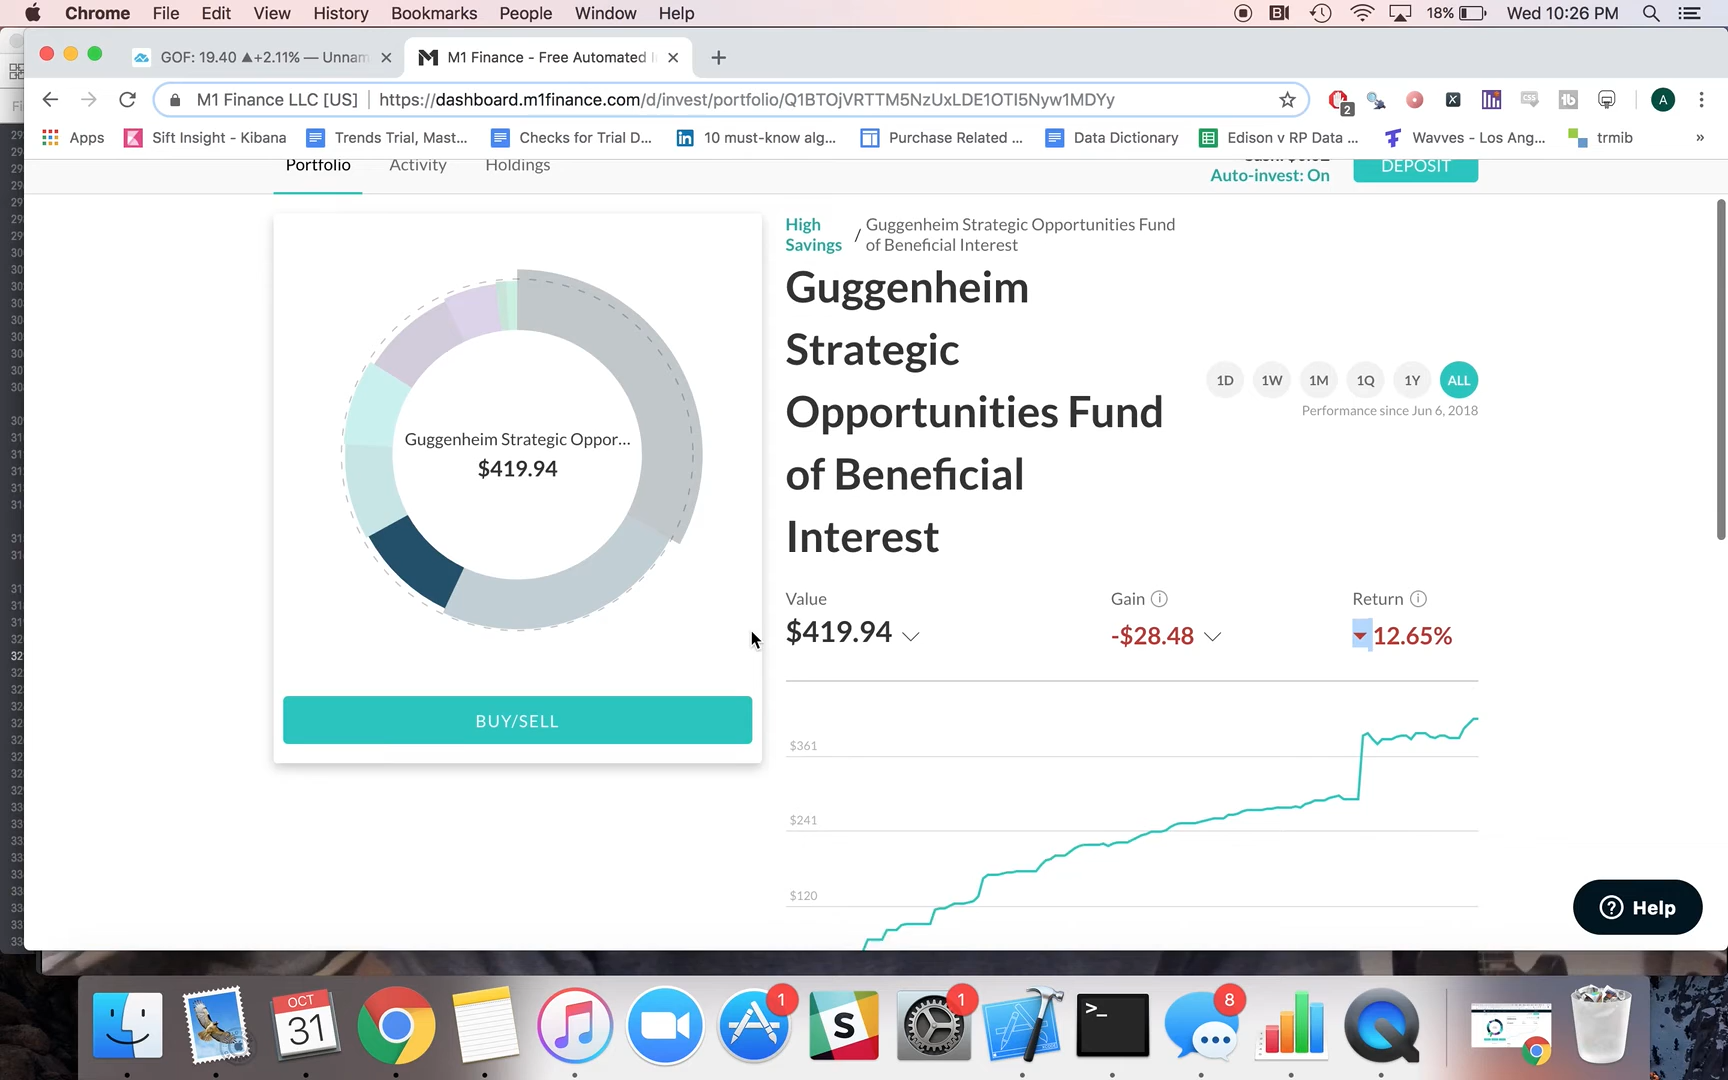 Chrome File Edit View History Bookmarks People Window Help 18% Wed 10:26 PM
GOF: 19.40 ▲+2.11% — Unnam
M1 Finance - Free Automated
M1 Finance LLC [US] https://dashboard.m1finance.com/d/invest/portfolio/Q1BTOjVRTTM5NzUxLDE1OTI5Nyw1MDYy
Apps Sift Insight - Kibana Trends Trial, Mast... Checks for Trial D... 10 must-know alg... Purchase Related ... Data Dictionary Edison v RP Data ... Wavves - Los Ang... trmib »
Portfolio Activity Holdings
Auto-invest: On
DEPOSIT
High
Savings
/
Guggenheim Strategic Opportunities Fund
of Beneficial Interest
Guggenheim
Strategic
Opportunities Fund
of Beneficial
Interest
1D 1W 1M 1Q 1Y ALL
Performance since Jun 6, 2018
Guggenheim Strategic Oppor...
$419.94
Value
$419.94
Gain
-$28.48
Return
12.65%
BUY/SELL
$361
$241
$120
Help
OCT
31
1
S
1
8